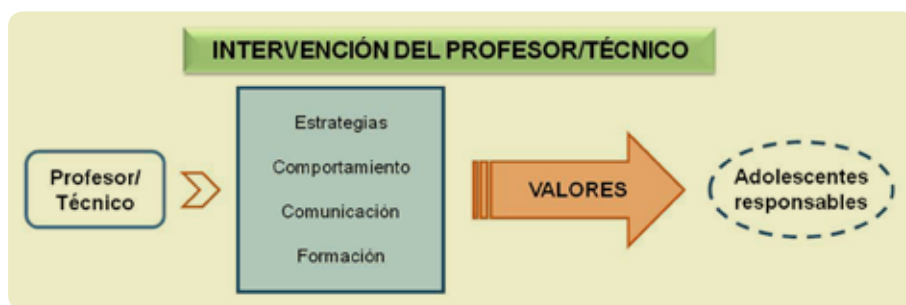 INTERVENCIÓN DEL PROFESOR/TÉCNICO
Profesor/
Técnico
Estrategias
Comportamiento
Comunicación
Formación
VALORES
Adolescentes
responsables